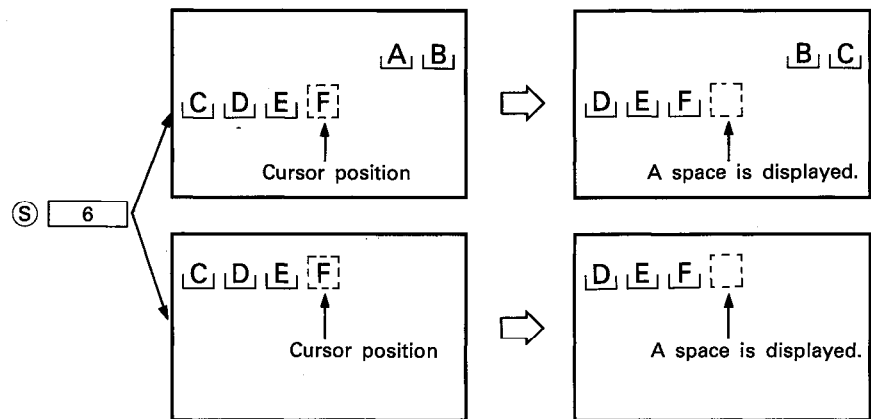 A B
C D E F
Cursor position
B C
D E F
A space is displayed.
S 6
C D E F
Cursor position
D E F
A space is displayed.